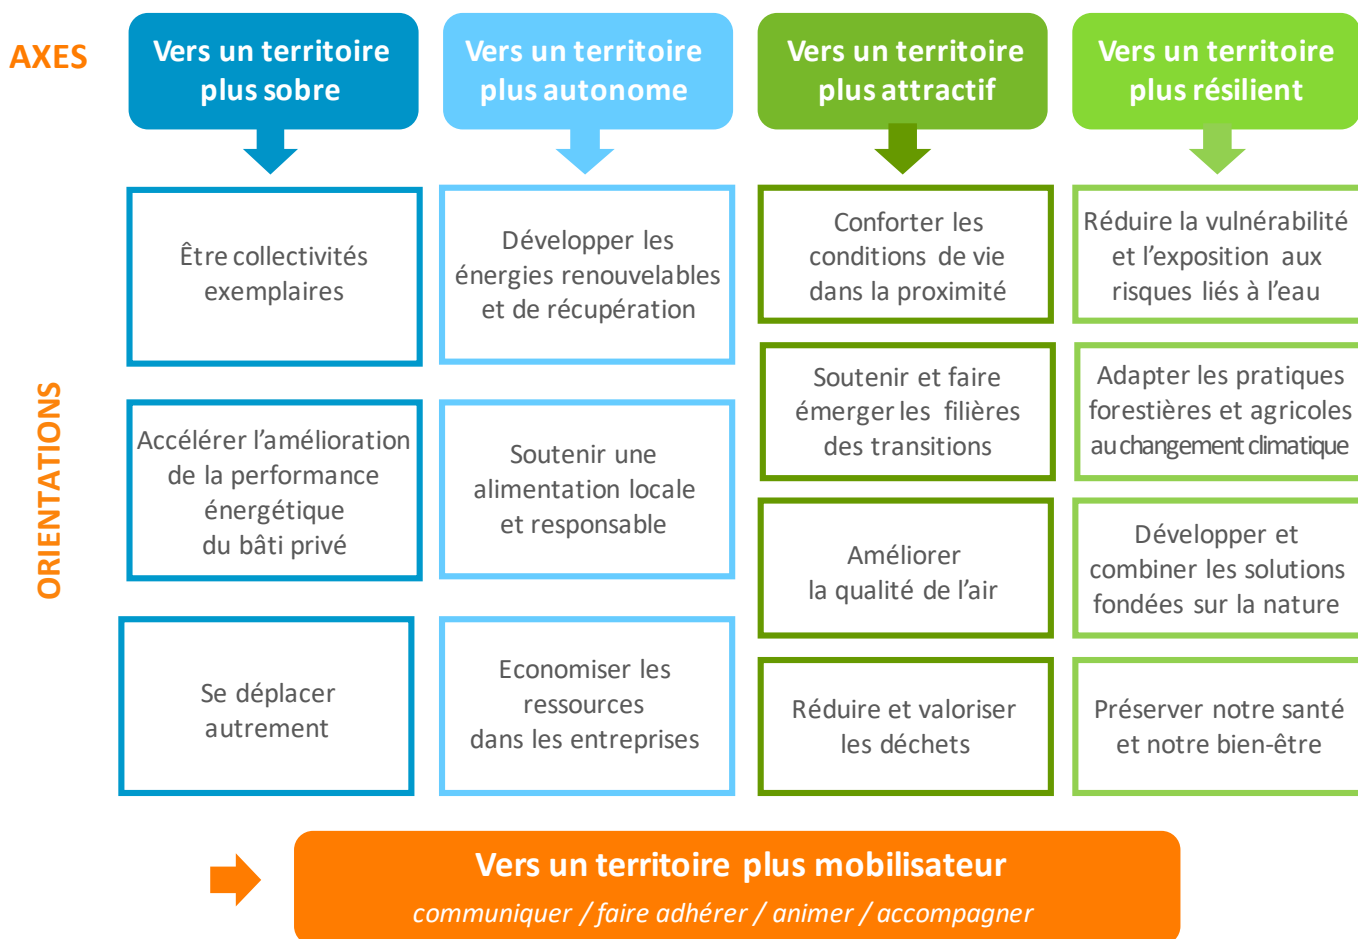 AXES
Vers un territoire
plus sobre
Vers un territoire
plus autonome
Vers un territoire
plus attractif
Vers un territoire
plus résilient
ORIENTATIONS
Être collectivités
exemplaires
Accélérer l’amélioration
de la performance
énergétique
du bâti privé
Se déplacer
autrement
Développer les
énergies renouvelables
et de récupération
Soutenir une
alimentation locale
et responsable
Economiser les
ressources
dans les entreprises
Conforter les
conditions de vie
dans la proximité
Soutenir et faire
émerger les filières
des transitions
Améliorer
la qualité de l’air
Réduire et valoriser
les déchets
Réduire la vulnérabilité
et l’exposition aux
risques liés à l’eau
Adapter les pratiques
forestières et agricoles
au changement climatique
Développer et
combiner les solutions
fondées sur la nature
Préserver notre santé
et notre bien-être
Vers un territoire plus mobilisateur
communiquer / faire adhérer / animer / accompagner